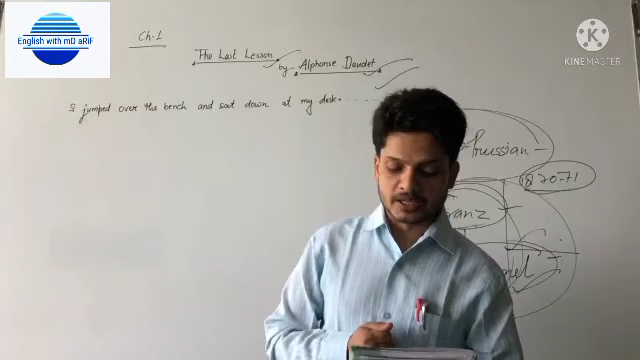 English with mD aRiF
KINEMASTER
Ch.1
The Last Lesson
by- Alphonse Daudet
I jumped over the bench and sat down at my desk. . . . .
Prussian
1870-71
Franz